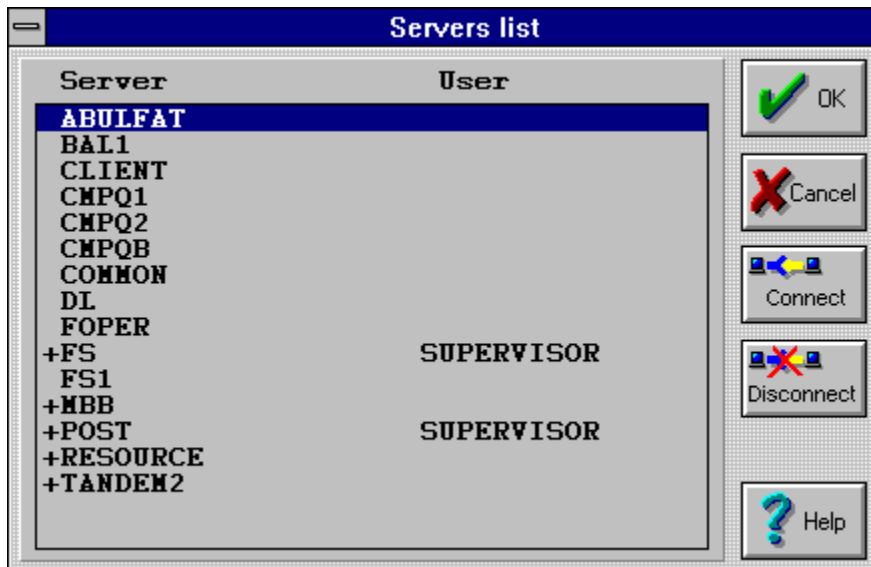 Servers list
Server User
ABULFAT
BAL1
CLIENT
CMPQ1
CMPQ2
CMPQB
COMMON
DL
FOPER
+FS SUPERVISOR
FS1
+MBB
+POST SUPERVISOR
+RESOURCE
+TANDEM2
OK
Cancel
Connect
Disconnect
Help